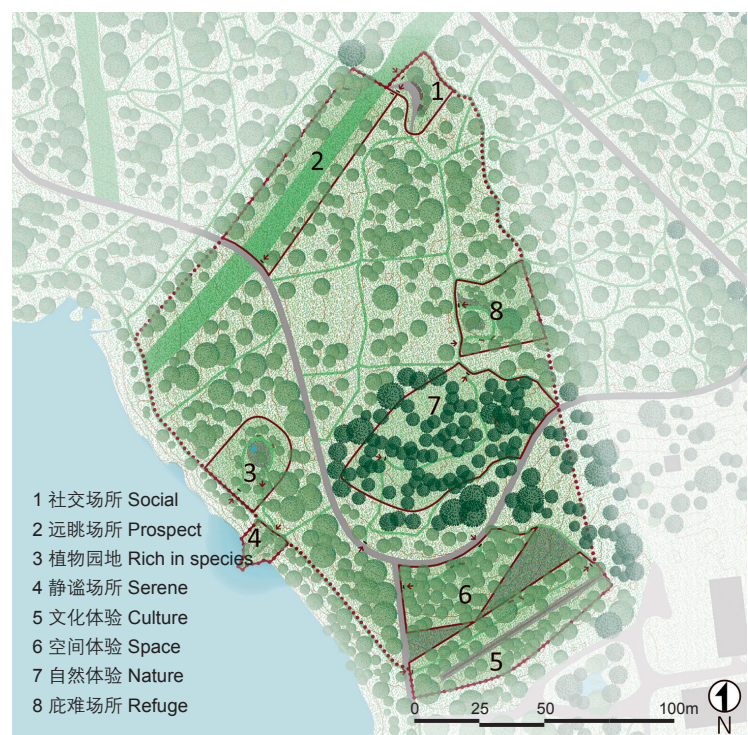 1
2
8
7
3
4
6
5
1 社交场所 Social
2 远眺场所 Prospect
3 植物园地 Rich in species
4 静谧场所 Serene
5 文化体验 Culture
6 空间体验 Space
7 自然体验 Nature
8 庇难场所 Refuge
0 25 50 100m
N